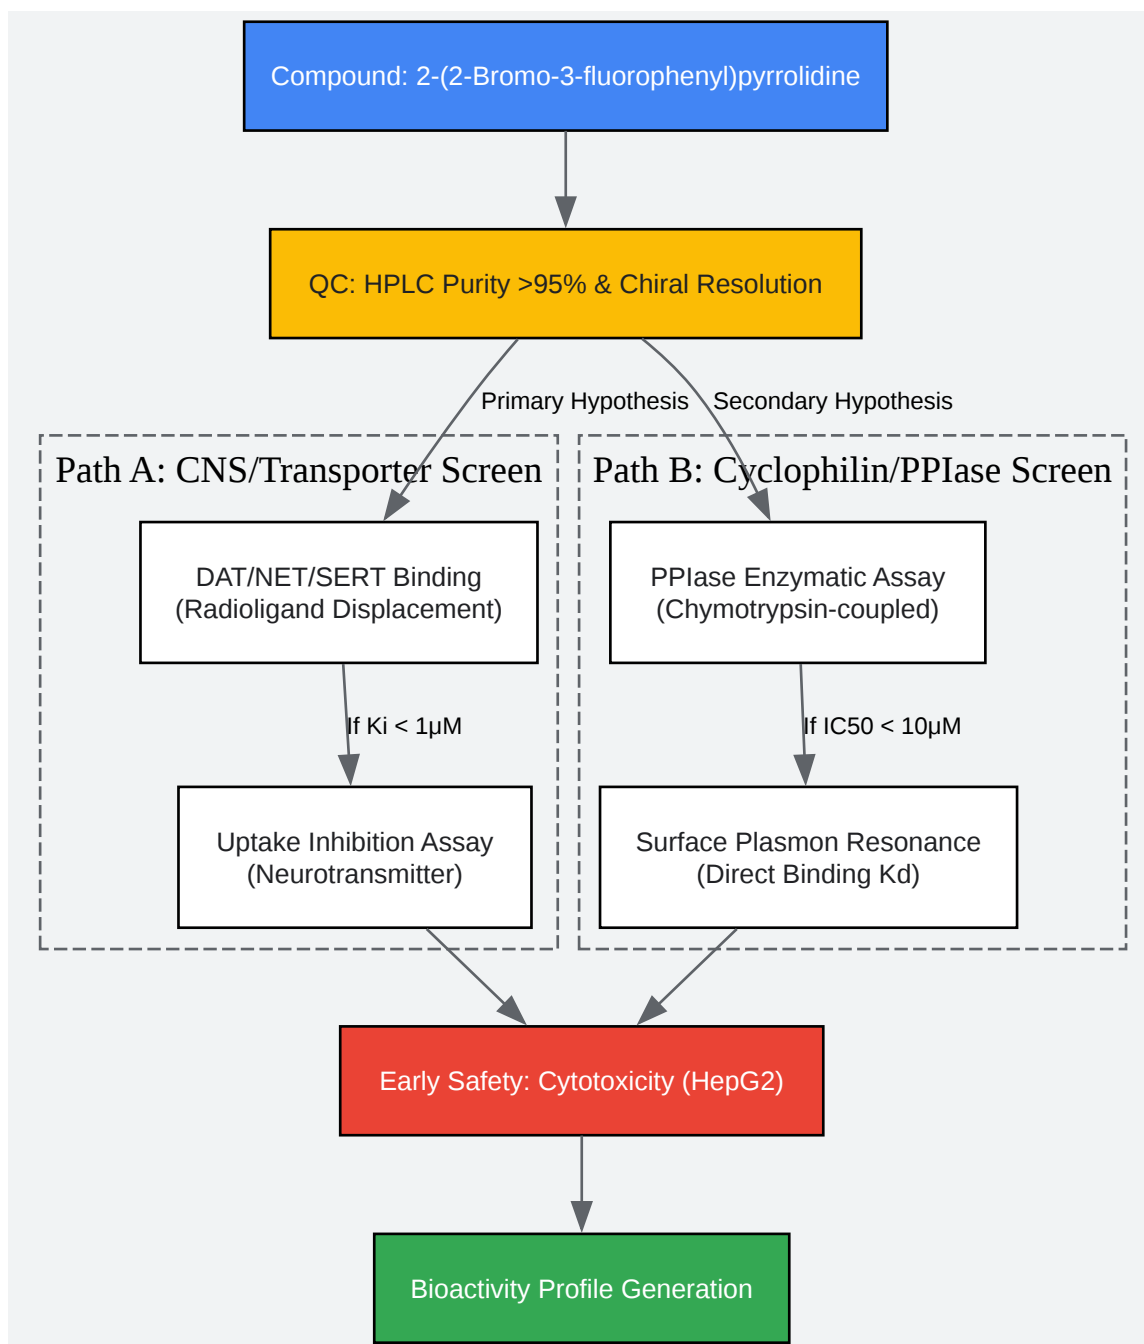 Compound: 2-(2-Bromo-3-fluorophenyl)pyrrolidine
QC: HPLC Purity >95% & Chiral Resolution
Primary Hypothesis
Secondary Hypothesis
Path A: CNS/Transporter Screen
Path B: Cyclophilin/PPIase Screen
DAT/NET/SERT Binding
(Radioligand Displacement)
PPIase Enzymatic Assay
(Chymotrypsin-coupled)
If Ki < 1μM
If IC50 < 10μM
Uptake Inhibition Assay
(Neurotransmitter)
Surface Plasmon Resonance
(Direct Binding Kd)
Early Safety: Cytotoxicity (HepG2)
Bioactivity Profile Generation